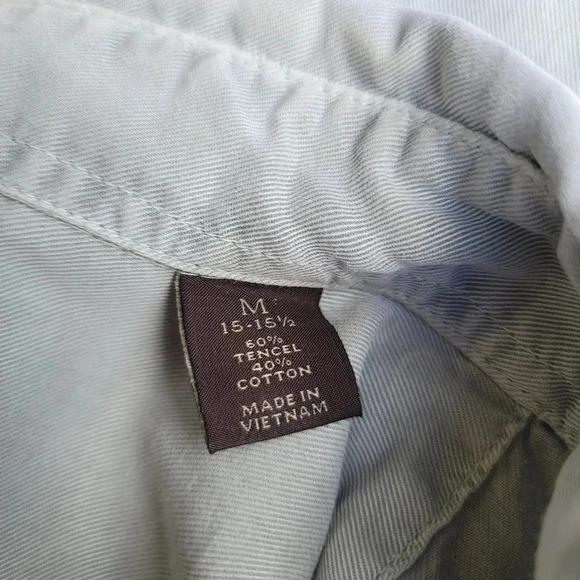 M
15-15½
60%
TENCEL
40%
COTTON
MADE IN
VIETNAM